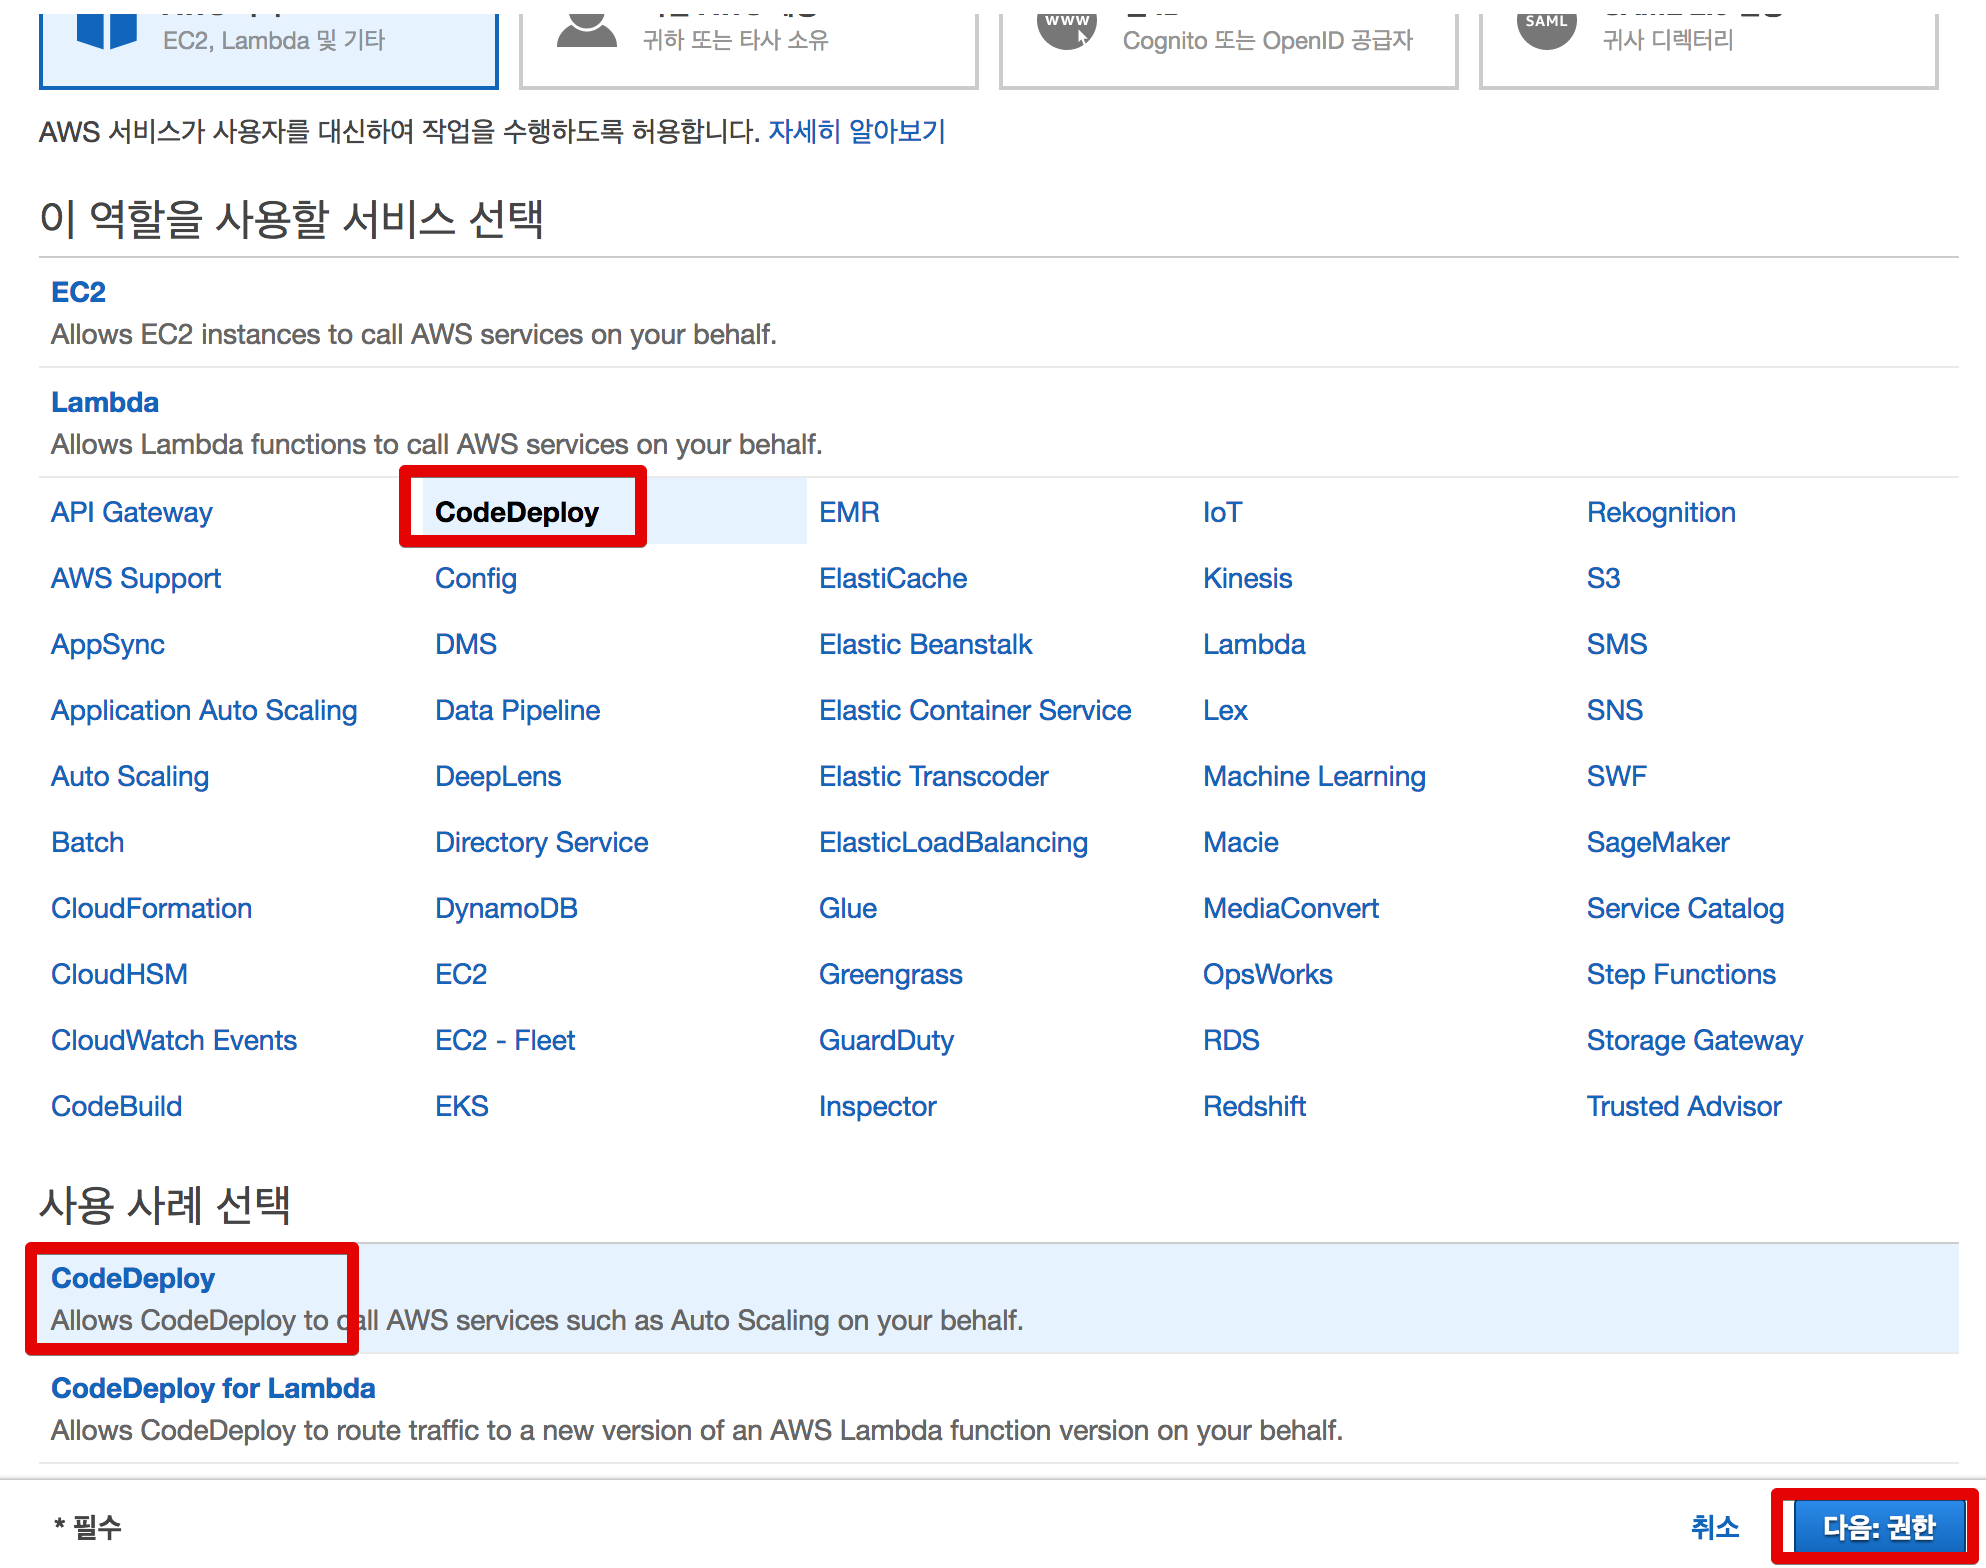 EC2, Lambda 및 기타
귀하 또는 타사 소유
WWW
Cognito 또는 OpenID 공급자
SAML
귀사 디렉터리
AWS 서비스가 사용자를 대신하여 작업을 수행하도록 허용합니다. 자세히 알아보기
이 역할을 사용할 서비스 선택
EC2
Allows EC2 instances to call AWS services on your behalf.
Lambda
Allows Lambda functions to call AWS services on your behalf.
API Gateway CodeDeploy EMR IoT Rekognition
AWS Support Config ElastiCache Kinesis S3
AppSync DMS Elastic Beanstalk Lambda SMS
Application Auto Scaling Data Pipeline Elastic Container Service Lex SNS
Auto Scaling DeepLens Elastic Transcoder Machine Learning SWF
Batch Directory Service ElasticLoadBalancing Macie SageMaker
CloudFormation DynamoDB Glue MediaConvert Service Catalog
CloudHSM EC2 Greengrass OpsWorks Step Functions
CloudWatch Events EC2 - Fleet GuardDuty RDS Storage Gateway
CodeBuild EKS Inspector Redshift Trusted Advisor
사용 사례 선택
CodeDeploy
Allows CodeDeploy to call AWS services such as Auto Scaling on your behalf.
CodeDeploy for Lambda
Allows CodeDeploy to route traffic to a new version of an AWS Lambda function version on your behalf.
* 필수 취소 다음: 권한